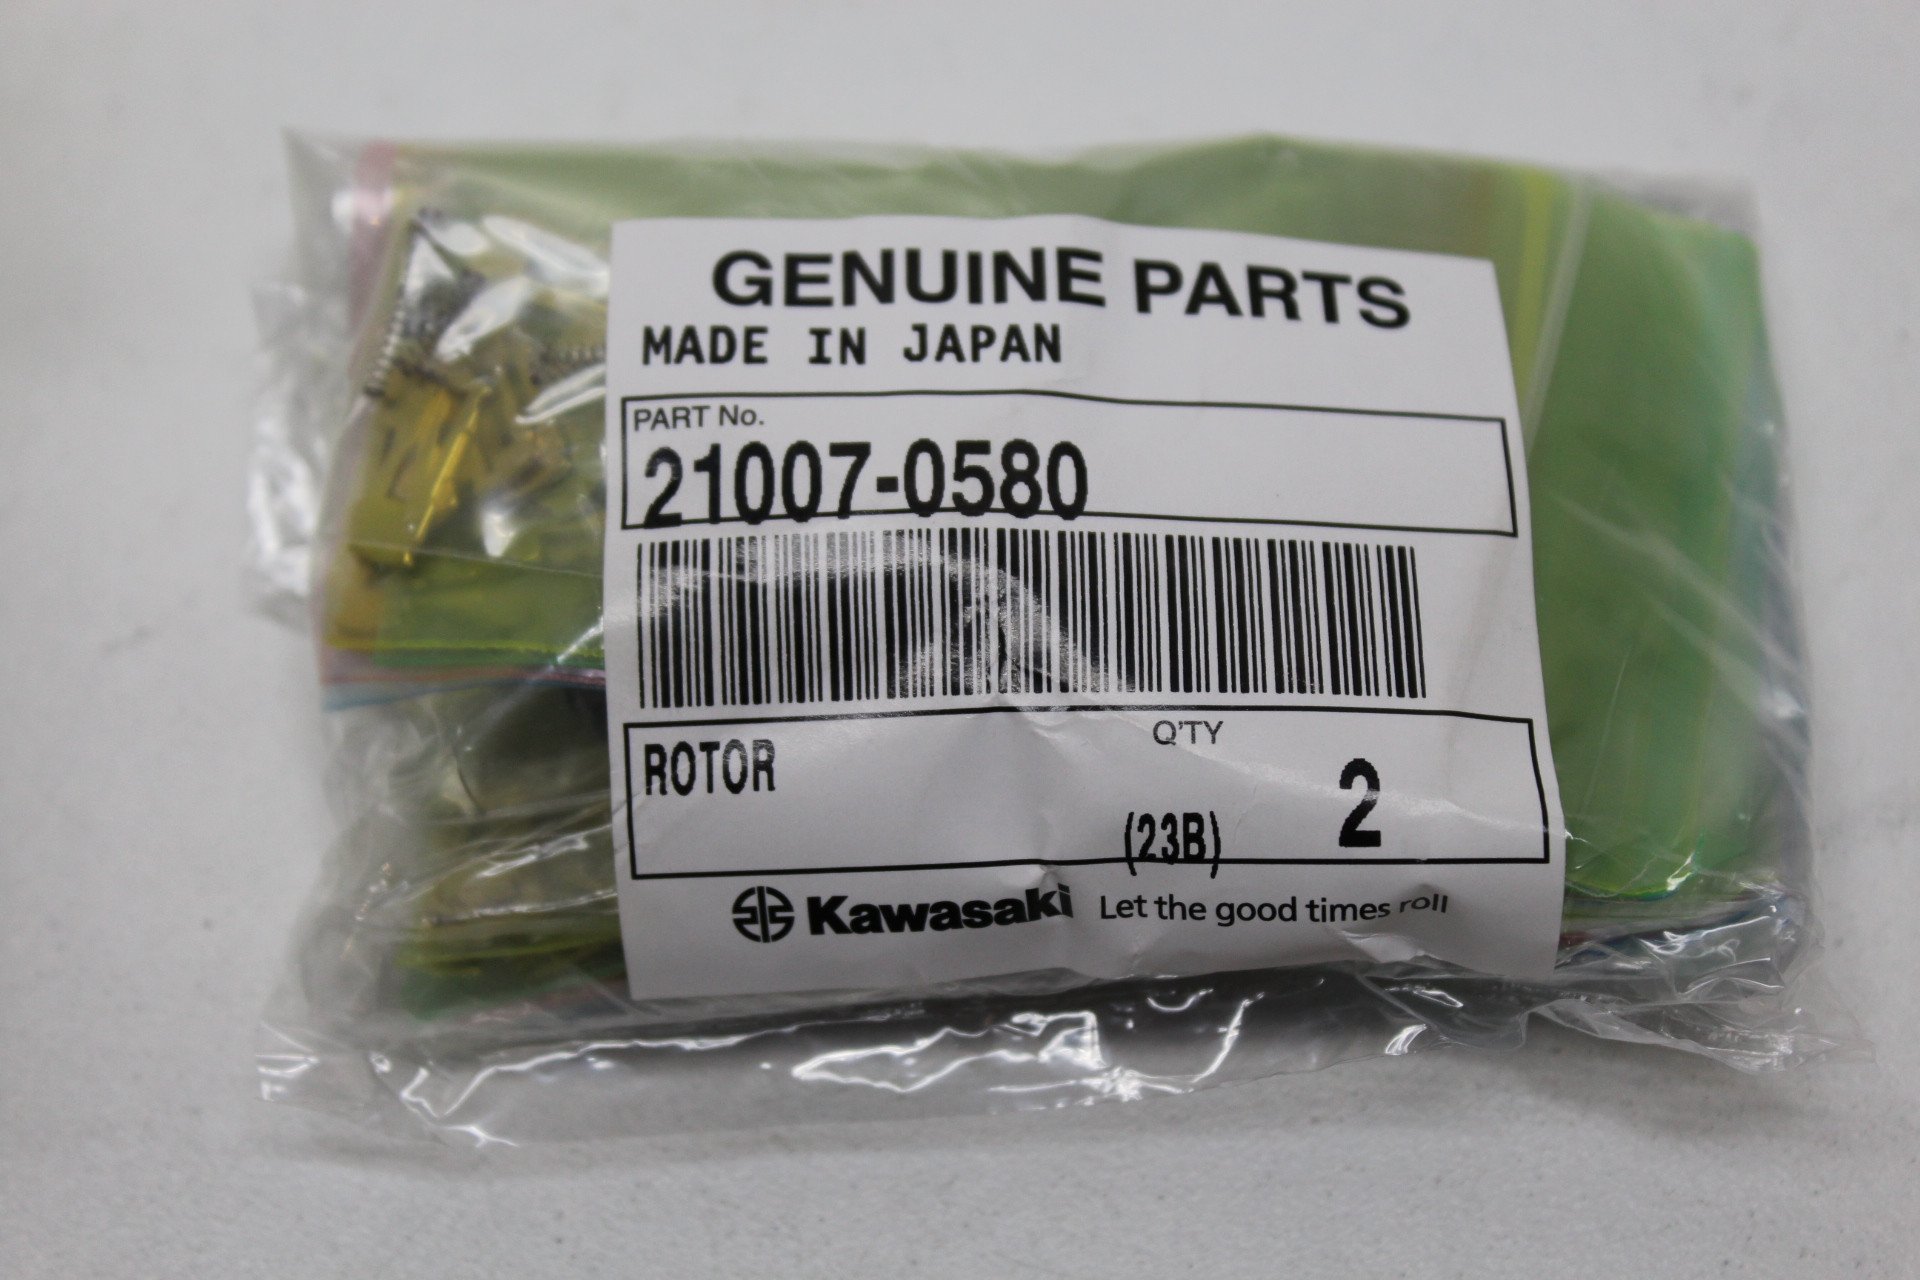 GENUINE PARTS
MADE IN JAPAN
PART No.
21007-0580
Q'TY
ROTOR
2
(23B)
Kawasaki Let the good times roll